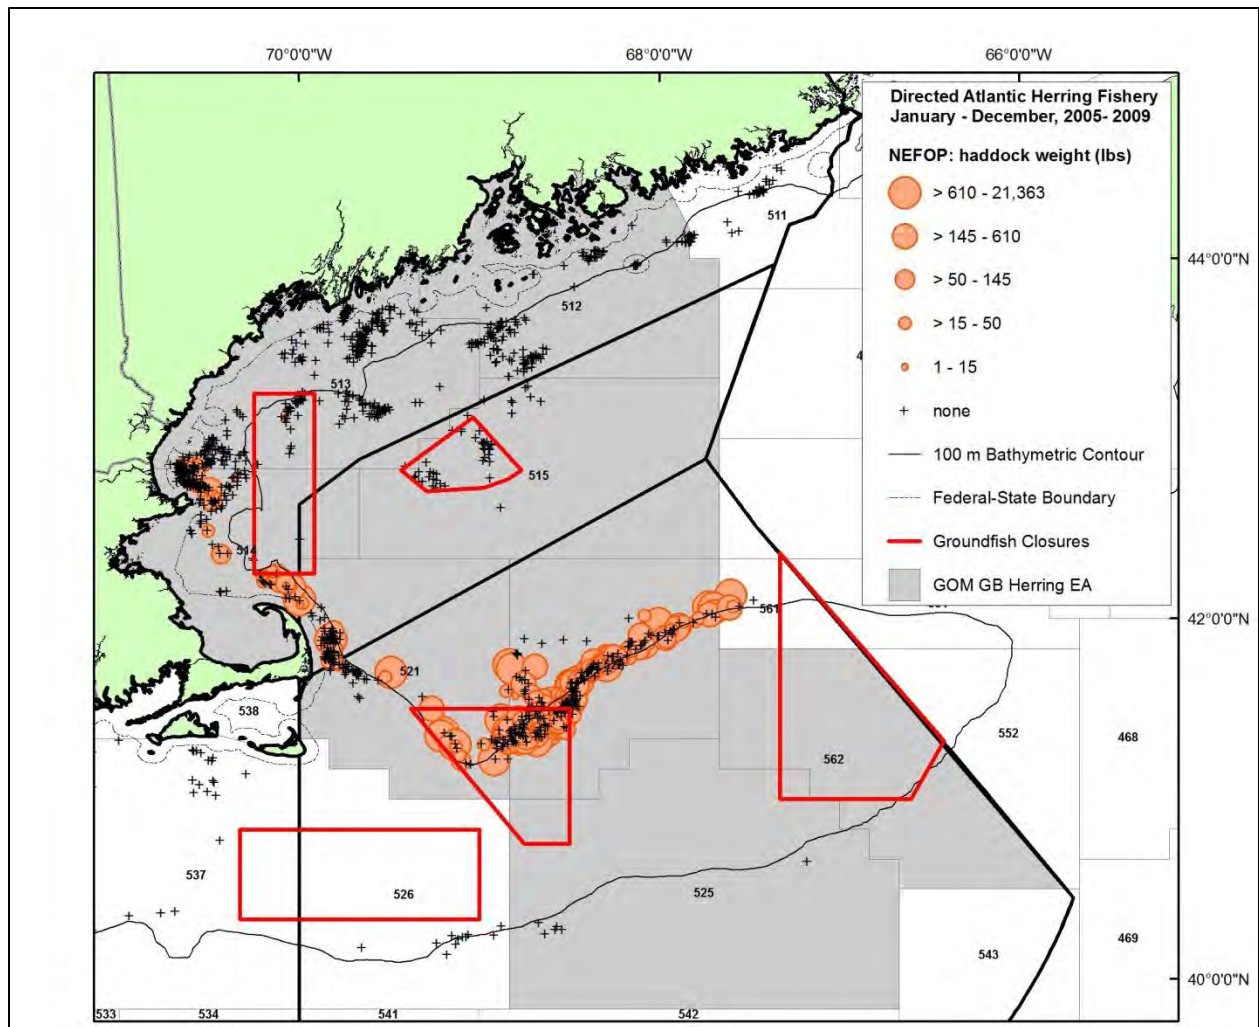 70°0'0"W 68°0'0"W 66°0'0"W
Directed Atlantic Herring Fishery
January - December, 2005- 2009
NEFOP: haddock weight (lbs)
> 610 - 21,363
> 145 - 610
> 50 - 145
> 15 - 50
1 - 15
none
100 m Bathymetric Contour
Federal-State Boundary
Groundfish Closures
GOM GB Herring EA
511
44°0'0"N
512
513
515
514
561
42°0'0"N
521
538
552
468
562
537
526
525
543
469
40°0'0"N
533 534 541 542